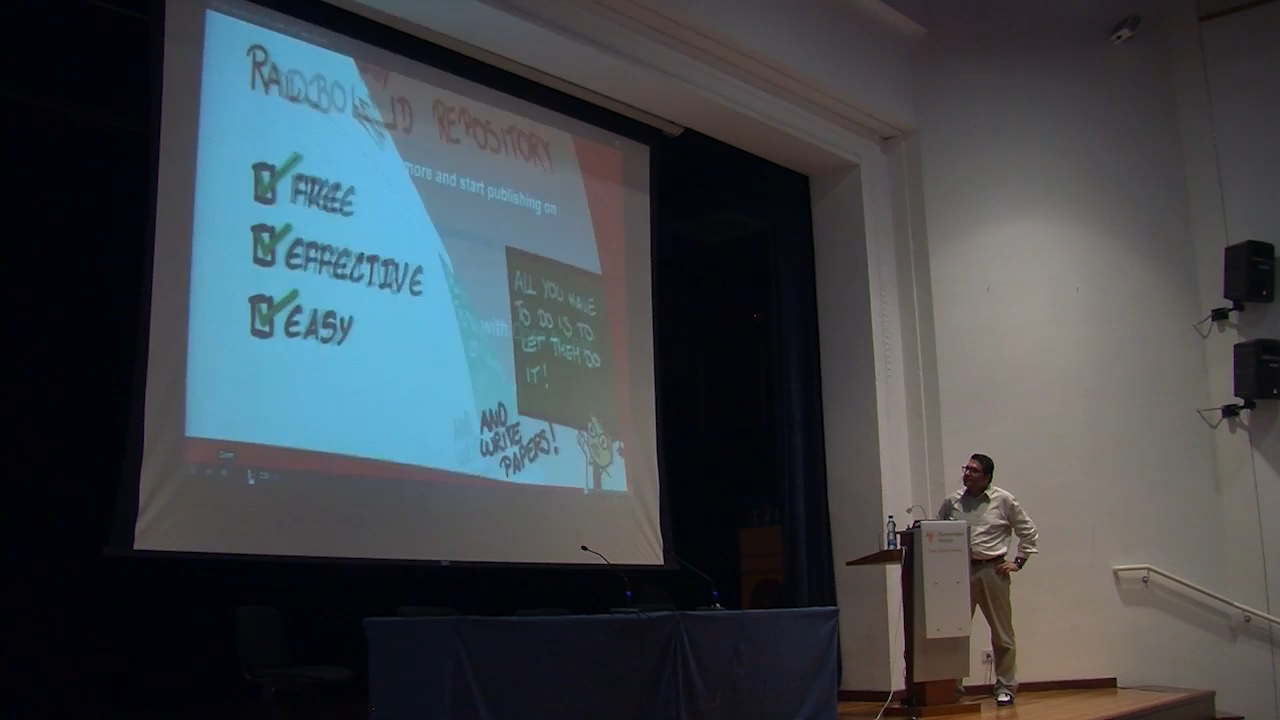 REPOSITORY
FREE
more and start publishing on
EFFECTIVE
EASY
with
ALL YOU HAVE
TO DO IS TO
LET THEM DO
IT!
AND
WRITE
PAPERS!